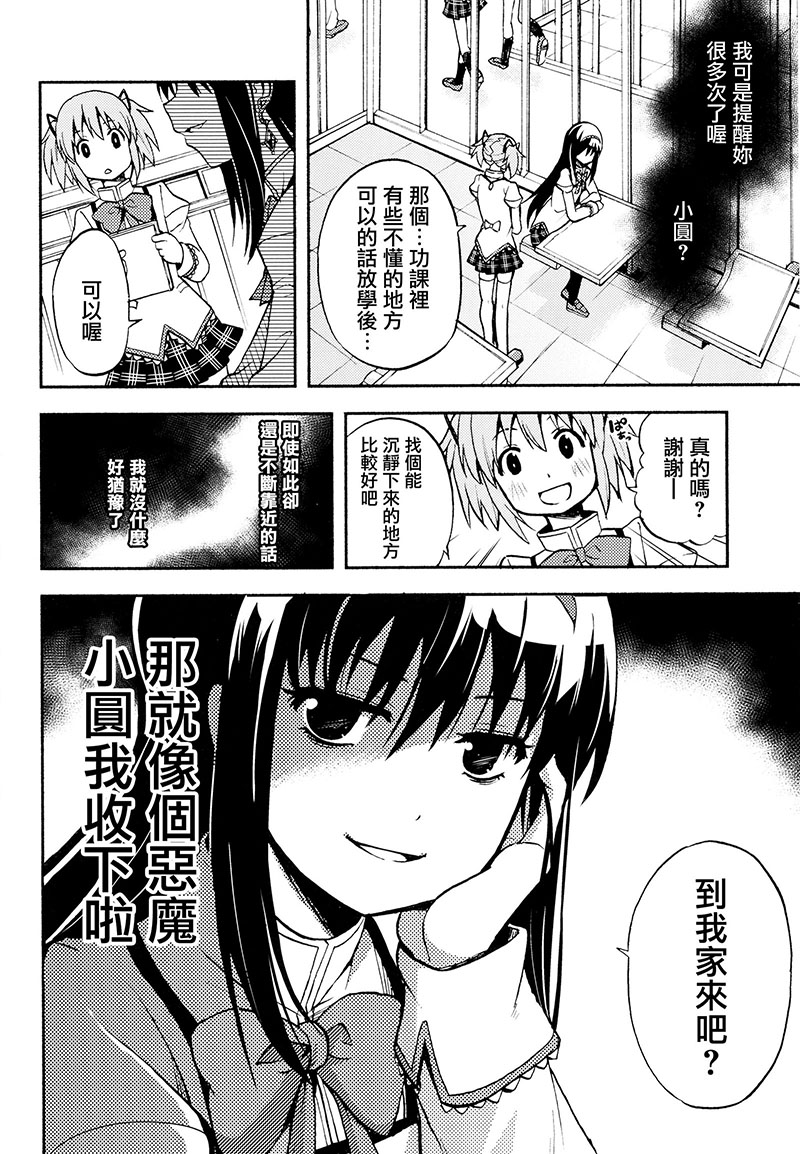 我可是提醒妳
很多次了喔
小圓？
那個…功課裡
有些不懂的地方
可以的話放學後…
可以喔
真的嗎？
謝謝ー
ぱぁっ
找個能
沉靜下來的地方
比較好吧
即使如此卻
還是不斷靠近的話
我就沒什麼
好猶豫了
到我家來吧？
那就像個惡魔
小圓我收下啦